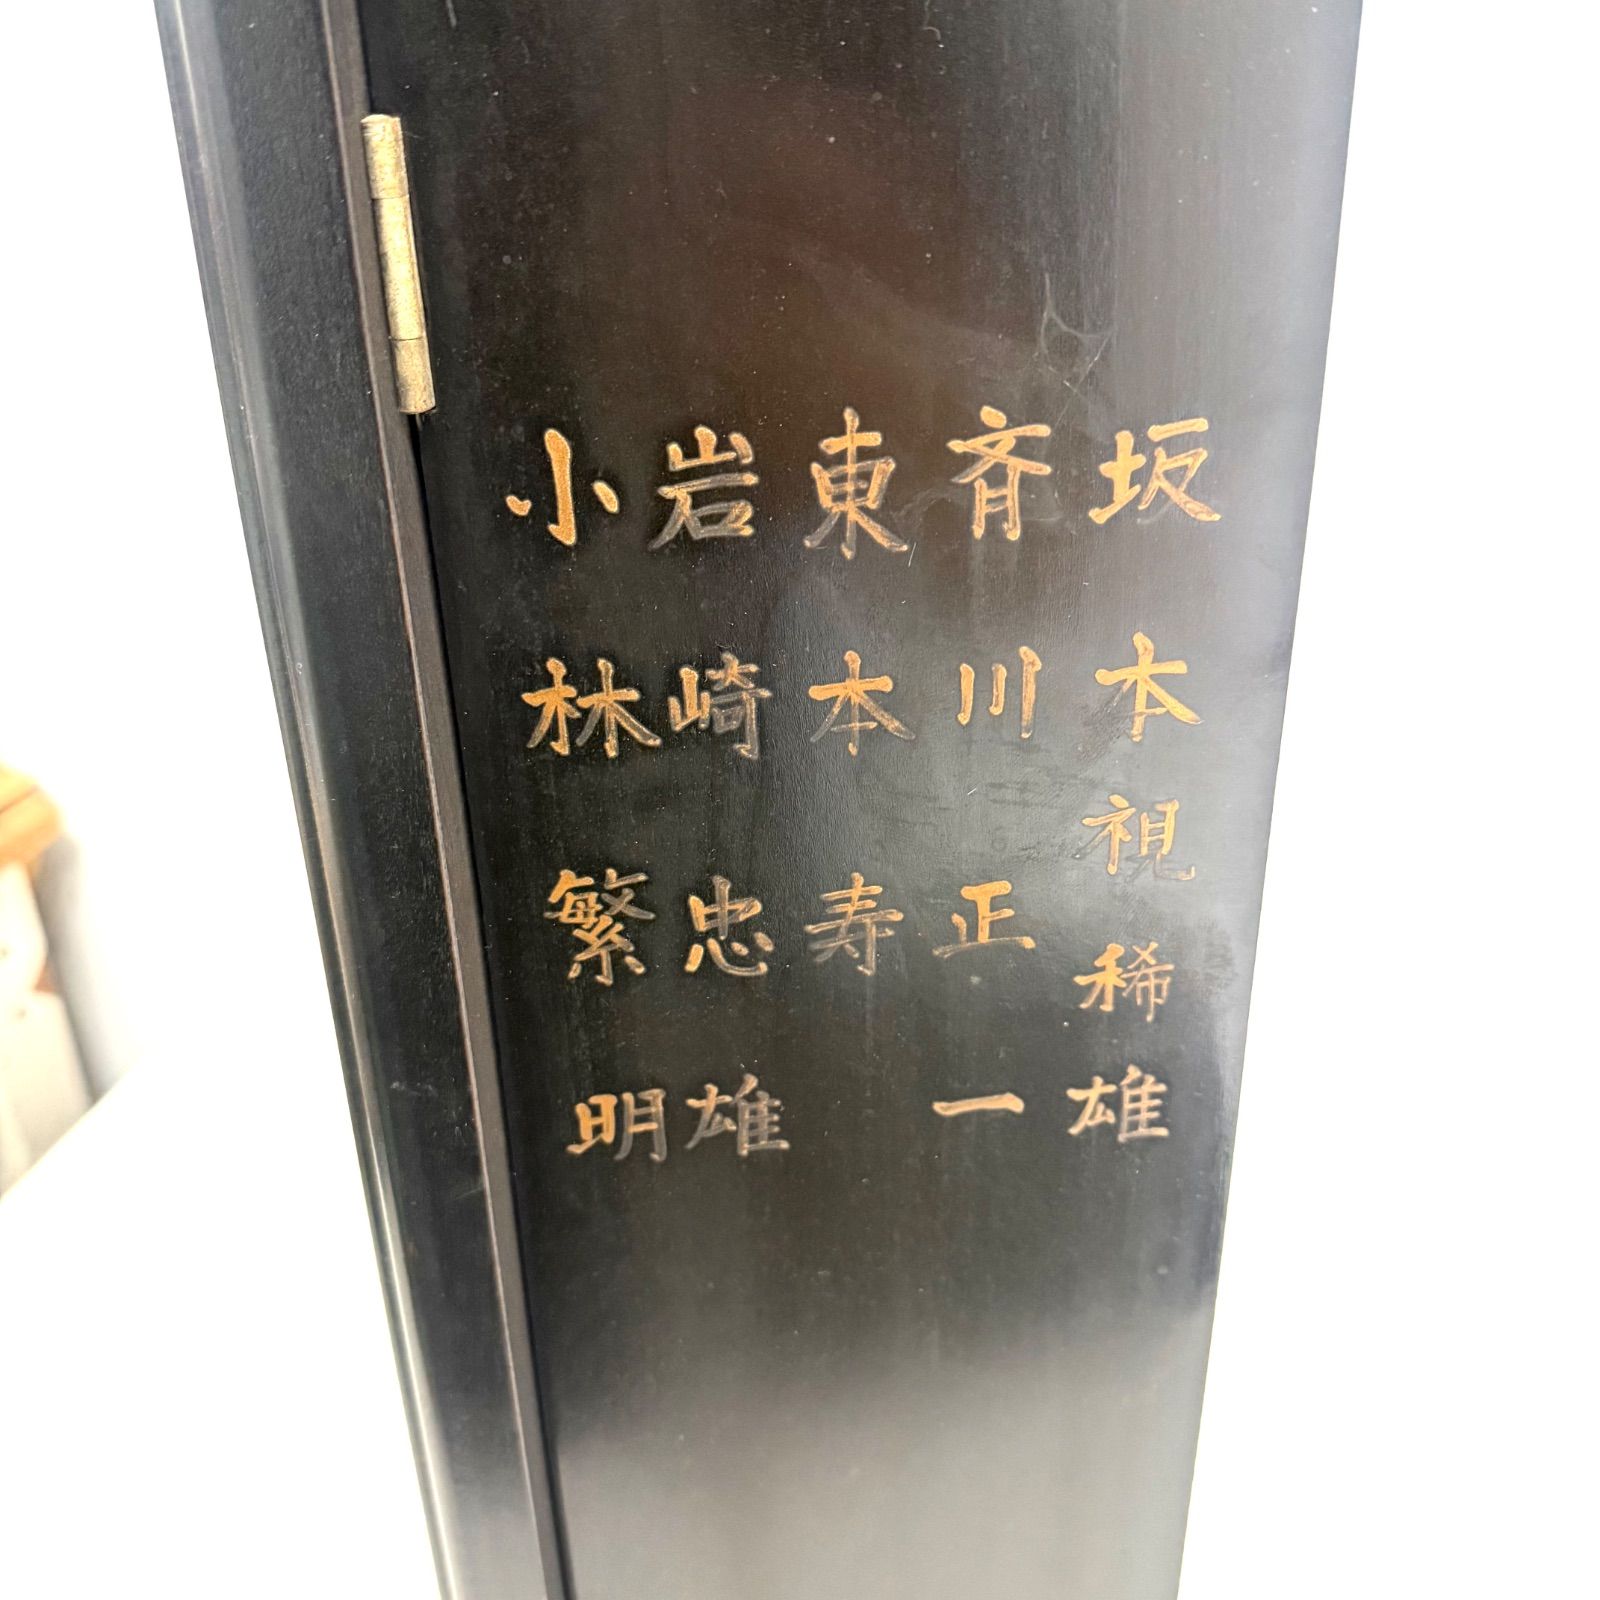 坂本視稀雄
斉川正一
東本寿
岩崎忠雄
小林繁明